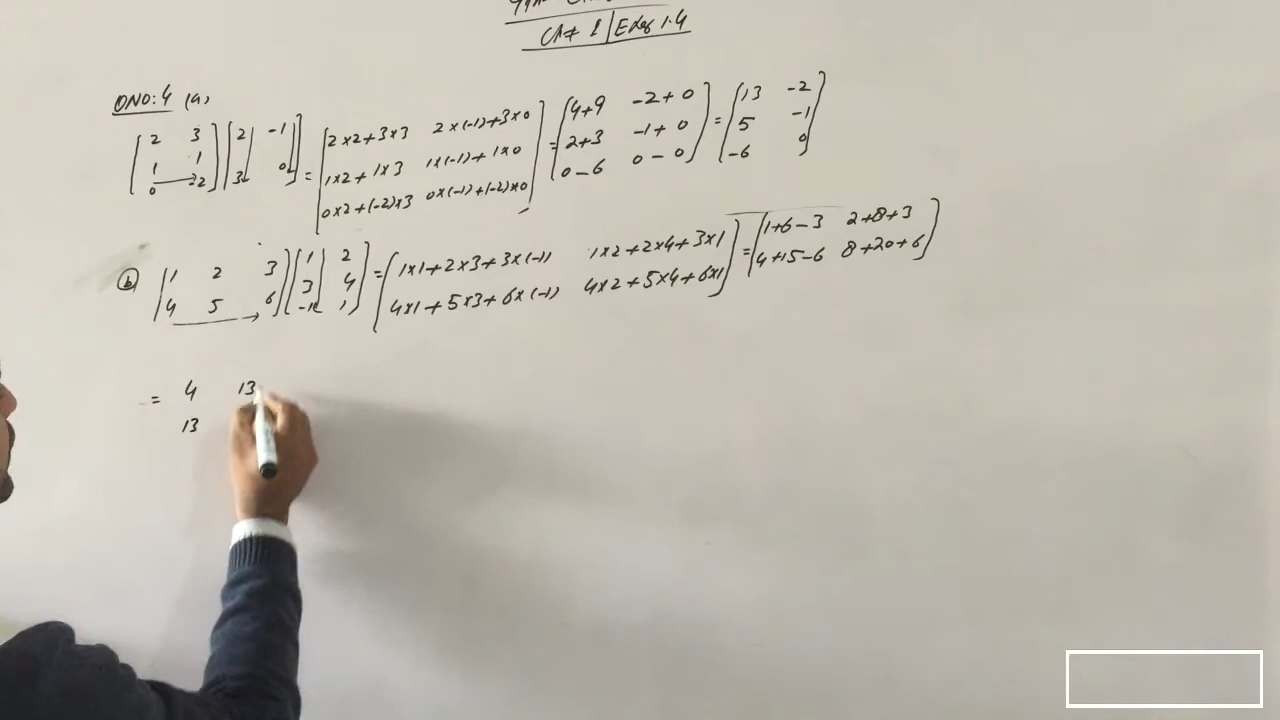 Ch# 1 | Exer 1.4
QNO: 4 (a)
[2 3] [2 -1] = [2×2+3×3 2×(-1)+3×0] = [4+9 -2+0] = [13 -2]
[1 1] [1×2+1×3 1×(-1)+1×0] [2+3 -1+0] [5 -1]
[0 -2] [3 0] [0×2+(-2)×3 0×(-1)+(-2)×0] [0-6 0-0] [-6 0]
(b) [1 2 3] [1 2] = [1×1+2×3+3×(-1) 1×2+2×4+3×1] = [1+6-3 2+8+3]
[4 5 6] [3 4] [4×1+5×3+6×(-1) 4×2+5×4+6×1] [4+15-6 8+20+6]
[-1 1]
= 4 13
13